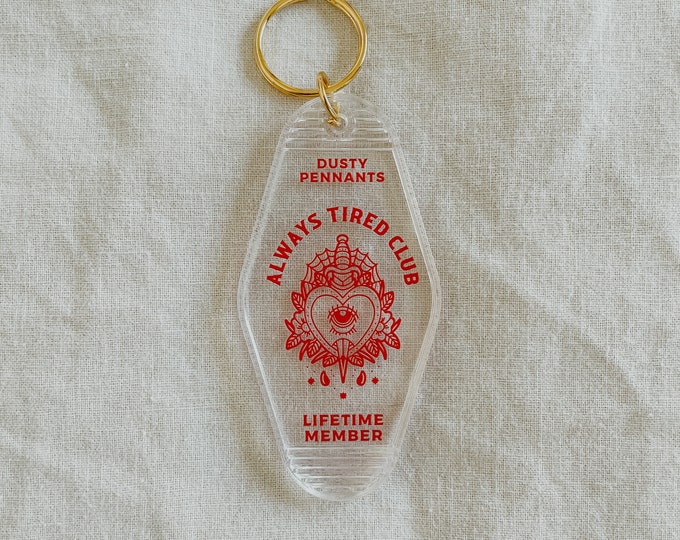 DUSTY
PENNANTS
ALWAYS TIRED CLUB
LIFETIME
MEMBER